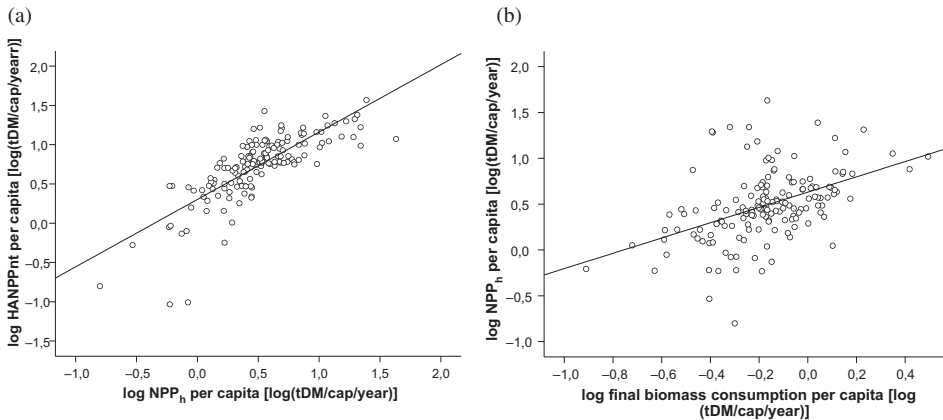 (a)
log HANPPnt per capita [log(tDM/cap/yearr)]
2,0
1,5
1,0
0,5
0,0
–0,5
–1,0
–1,5
–1,0 –0,5 0,0 0,5 1,0 1,5 2,0
log NPPh per capita [log(tDM/cap/year)]
(b)
log NPPh per capita [log(tDM/cap/year)]
2,0
1,5
1,0
0,5
0,0
–0,5
–1,0
–1,0 –0,8 –0,6 –0,4 –0,2 0,0 0,2 0,4
log final biomass consumption per capita [log
(tDM/cap/year)]